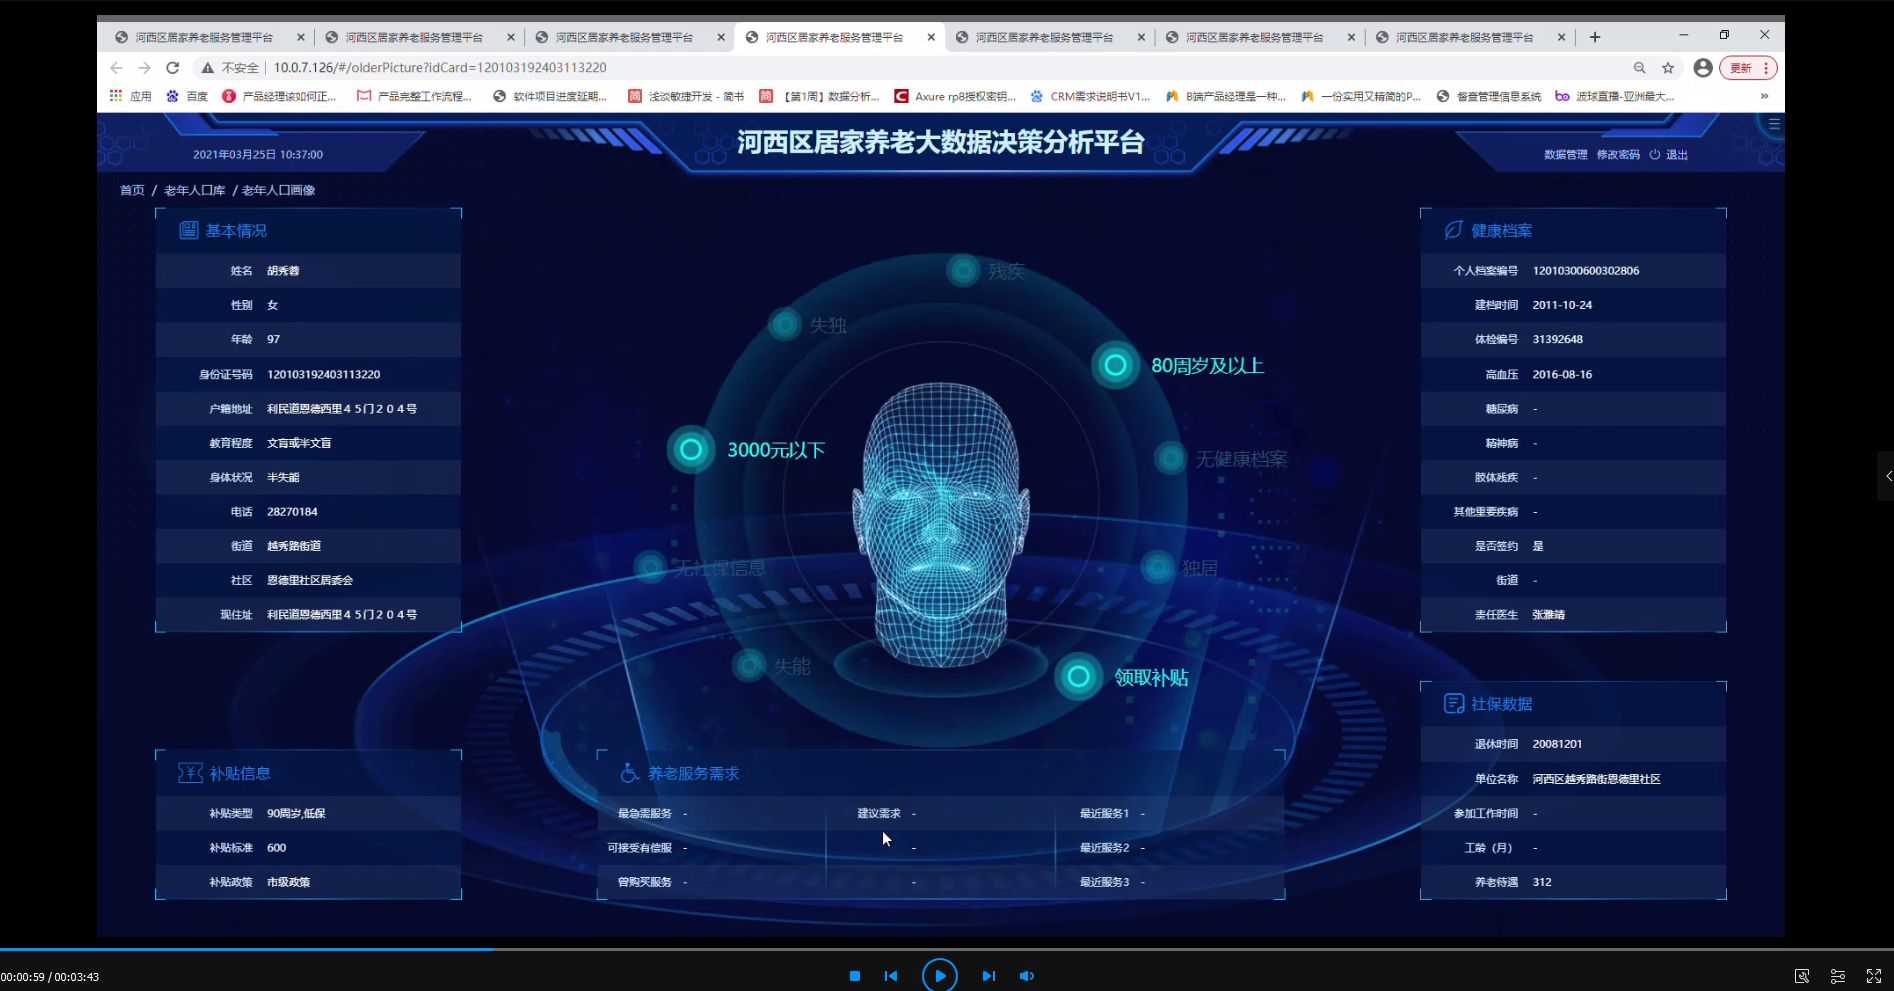 河西区居家养老服务管理平台 河西区居家养老服务管理平台 河西区居家养老服务管理平台 河西区居家养老服务管理平台 河西区居家养老服务管理平台 河西区居家养老服务管理平台 河西区居家养老服务管理平台
不安全 10.0.7.126/#/olderPicture?idCard=120103192403113220 更新
应用 百度 产品经理该如何正... 产品完整工作流程... 软件项目进度延期... 浅谈敏捷开发 - 简书 【第1周】数据分析... Axure rp8授权密钥... CRM需求说明书V1... B端产品经理是一种... 一份实用又精简的P... 督查管理信息系统 波球直播-亚洲最大... »
河西区居家养老大数据决策分析平台
2021年03月25日 10:37:00
数据管理 修改密码 退出
首页 / 老年人口库 / 老年人口画像
基本情况
姓名 胡秀蓉
性别 女
年龄 97
身份证号码 120103192403113220
户籍地址 利民道恩德西里４５门２０４号
教育程度 文盲或半文盲
身体状况 半失能
电话 28270184
街道 越秀路街道
社区 恩德里社区居委会
现住址 利民道恩德西里４５门２０４号
残疾
失独
80周岁及以上
3000元以下
无健康档案
无社保信息
独居
失能
领取补贴
健康档案
个人档案编号 12010300600302806
建档时间 2011-10-24
体检编号 31392648
高血压 2016-08-16
糖尿病 -
精神病 -
肢体残疾 -
其他重要疾病 -
是否签约 是
街道 -
责任医生 张雅靖
补贴信息
补贴类型 90周岁,低保
补贴标准 600
补贴政策 市级政策
养老服务需求
最急需服务 - 建议需求 - 最近服务1 -
可接受有偿服 - - 最近服务2 -
曾购买服务 - - 最近服务3 -
社保数据
退休时间 20081201
单位名称 河西区越秀路街恩德里社区
参加工作时间 -
工龄（月） -
养老待遇 312
00:00:59 / 00:03:43